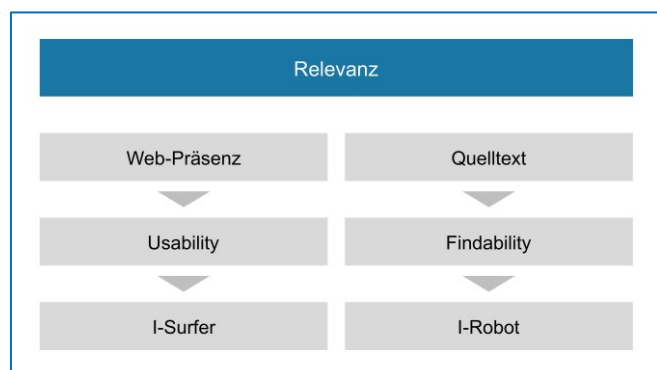 Relevanz
Web-Präsenz
Quelltext
Usability
Findability
I-Surfer
I-Robot